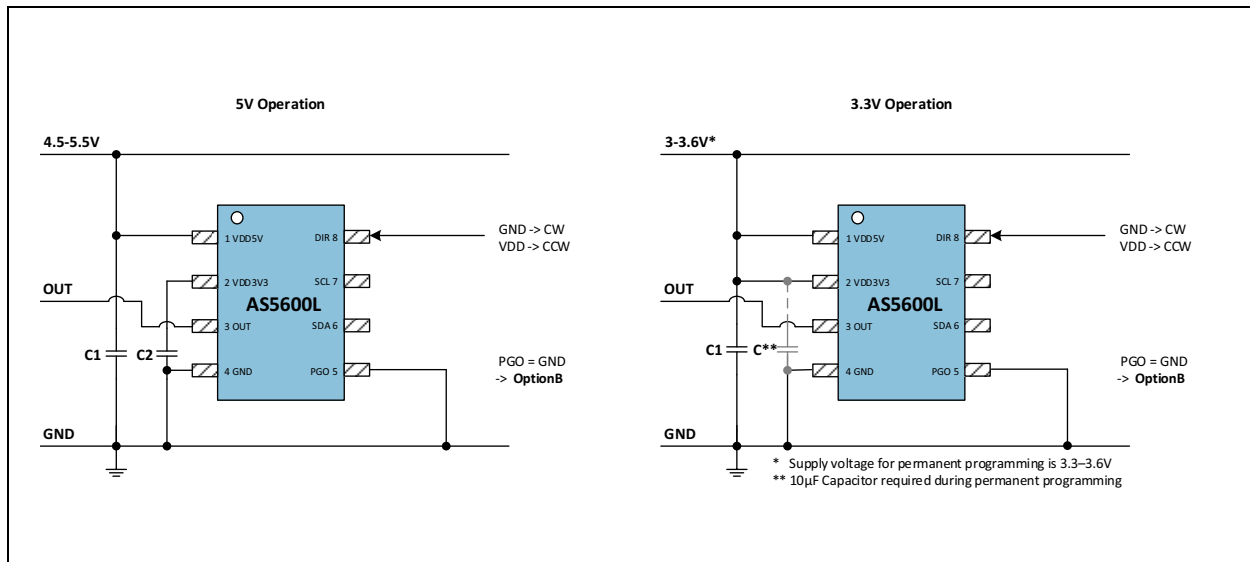 5V Operation
4.5-5.5V
1 VDD5V
DIR 8
GND -> CW
VDD -> CCW
2 VDD3V3
SCL 7
OUT
AS5600L
3 OUT
SDA 6
C1
C2
4 GND
PGO 5
PGO = GND
-> OptionB
GND
3.3V Operation
3-3.6V*
1 VDD5V
DIR 8
GND -> CW
VDD -> CCW
2 VDD3V3
SCL 7
OUT
AS5600L
3 OUT
SDA 6
C1
C**
4 GND
PGO 5
PGO = GND
-> OptionB
GND
* Supply voltage for permanent programming is 3.3–3.6V
** 10µF Capacitor required during permanent programming